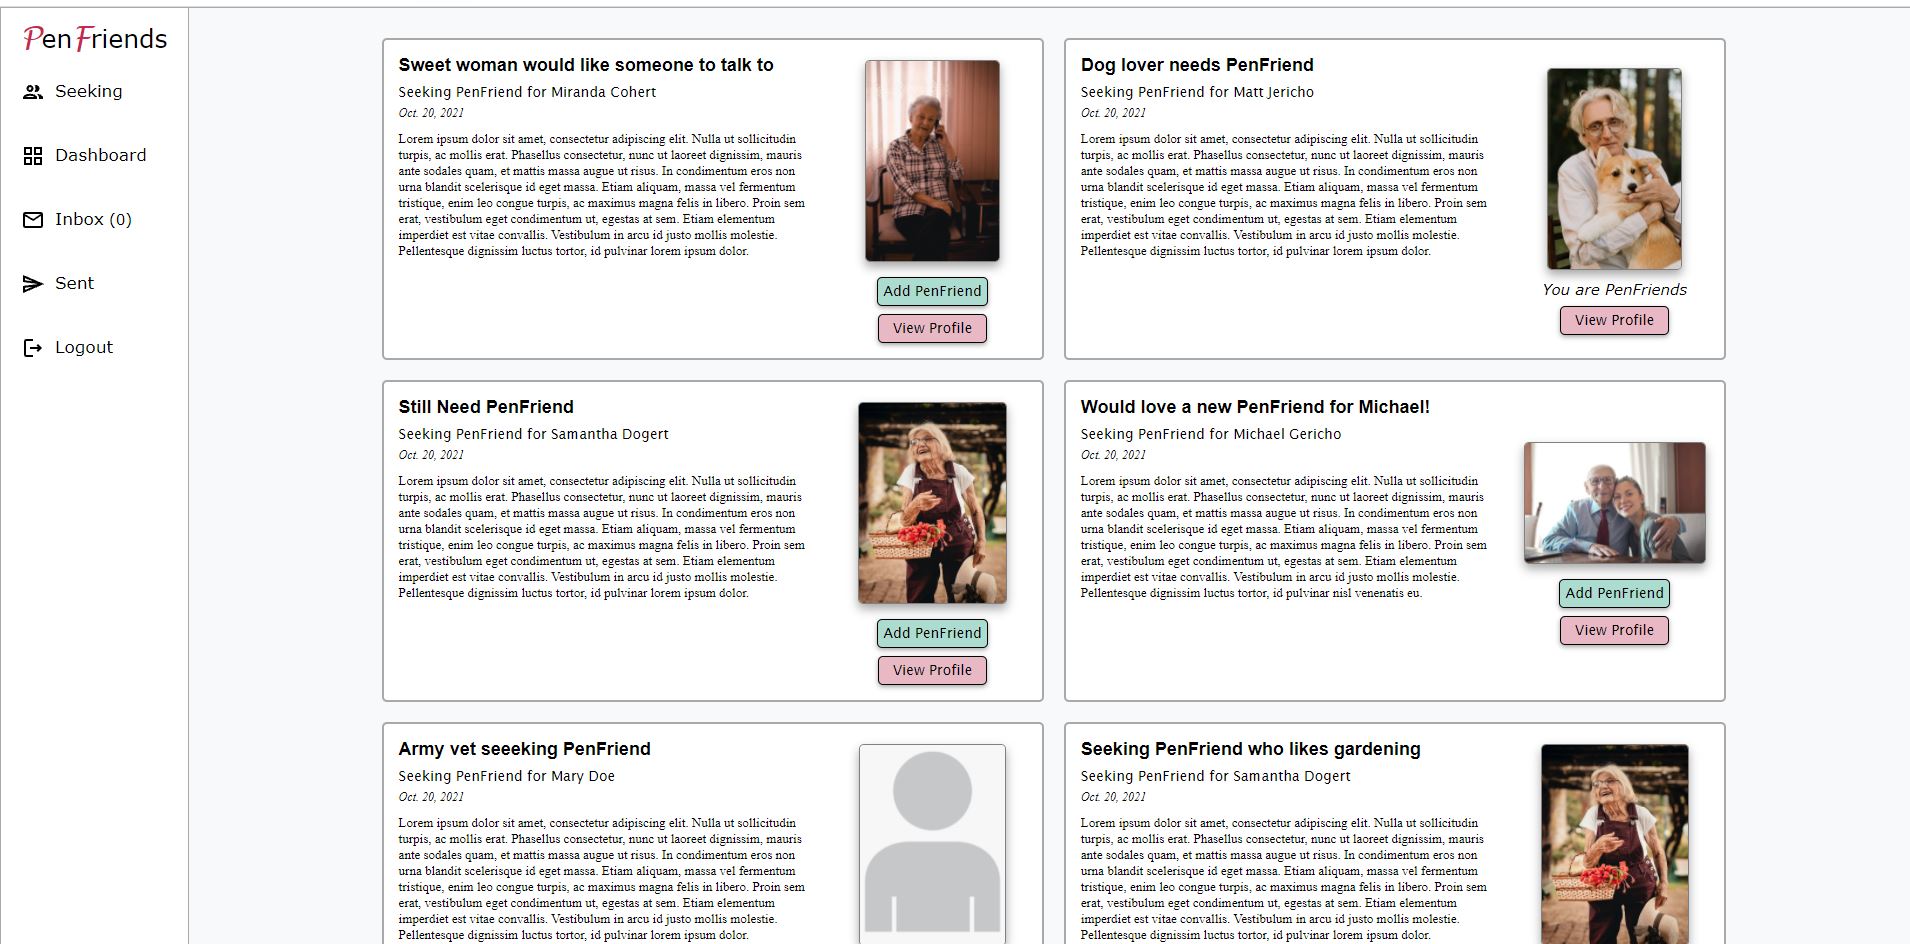 PenFriends
Seeking
Dashboard
Inbox (0)
Sent
Logout
Sweet woman would like someone to talk to
Seeking PenFriend for Miranda Cohert
Oct. 20, 2021
Lorem ipsum dolor sit amet, consectetur adipiscing elit. Nulla ut sollicitudin
turpis, ac mollis erat. Phasellus consectetur, nunc ut laoreet dignissim, mauris
ante sodales quam, et mattis massa augue ut risus. In condimentum eros non
urna blandit scelerisque id eget massa. Etiam aliquam, massa vel fermentum
tristique, enim leo congue turpis, ac maximus magna felis in libero. Proin sem
erat, vestibulum eget condimentum ut, egestas at sem. Etiam elementum
imperdiet est vitae convallis. Vestibulum in arcu id justo mollis molestie.
Pellentesque dignissim luctus tortor, id pulvinar lorem ipsum dolor.
Add PenFriend
View Profile
Dog lover needs PenFriend
Seeking PenFriend for Matt Jericho
Oct. 20, 2021
Lorem ipsum dolor sit amet, consectetur adipiscing elit. Nulla ut sollicitudin
turpis, ac mollis erat. Phasellus consectetur, nunc ut laoreet dignissim, mauris
ante sodales quam, et mattis massa augue ut risus. In condimentum eros non
urna blandit scelerisque id eget massa. Etiam aliquam, massa vel fermentum
tristique, enim leo congue turpis, ac maximus magna felis in libero. Proin sem
erat, vestibulum eget condimentum ut, egestas at sem. Etiam elementum
imperdiet est vitae convallis. Vestibulum in arcu id justo mollis molestie.
Pellentesque dignissim luctus tortor, id pulvinar lorem ipsum dolor.
You are PenFriends
View Profile
Still Need PenFriend
Seeking PenFriend for Samantha Dogert
Oct. 20, 2021
Lorem ipsum dolor sit amet, consectetur adipiscing elit. Nulla ut sollicitudin
turpis, ac mollis erat. Phasellus consectetur, nunc ut laoreet dignissim, mauris
ante sodales quam, et mattis massa augue ut risus. In condimentum eros non
urna blandit scelerisque id eget massa. Etiam aliquam, massa vel fermentum
tristique, enim leo congue turpis, ac maximus magna felis in libero. Proin sem
erat, vestibulum eget condimentum ut, egestas at sem. Etiam elementum
imperdiet est vitae convallis. Vestibulum in arcu id justo mollis molestie.
Pellentesque dignissim luctus tortor, id pulvinar lorem ipsum dolor.
Add PenFriend
View Profile
Would love a new PenFriend for Michael!
Seeking PenFriend for Michael Gericho
Oct. 20, 2021
Lorem ipsum dolor sit amet, consectetur adipiscing elit. Nulla ut sollicitudin
turpis, ac mollis erat. Phasellus consectetur, nunc ut laoreet dignissim, mauris
ante sodales quam, et mattis massa augue ut risus. In condimentum eros non
urna blandit scelerisque id eget massa. Etiam aliquam, massa vel fermentum
tristique, enim leo congue turpis, ac maximus magna felis in libero. Proin sem
erat, vestibulum eget condimentum ut, egestas at sem. Etiam elementum
imperdiet est vitae convallis. Vestibulum in arcu id justo mollis molestie.
Pellentesque dignissim luctus tortor, id pulvinar nisl venenatis eu.
Add PenFriend
View Profile
Army vet seeeking PenFriend
Seeking PenFriend for Mary Doe
Oct. 20, 2021
Lorem ipsum dolor sit amet, consectetur adipiscing elit. Nulla ut sollicitudin
turpis, ac mollis erat. Phasellus consectetur, nunc ut laoreet dignissim, mauris
ante sodales quam, et mattis massa augue ut risus. In condimentum eros non
urna blandit scelerisque id eget massa. Etiam aliquam, massa vel fermentum
tristique, enim leo congue turpis, ac maximus magna felis in libero. Proin sem
erat, vestibulum eget condimentum ut, egestas at sem. Etiam elementum
imperdiet est vitae convallis. Vestibulum in arcu id justo mollis molestie.
Pellentesque dignissim luctus tortor, id pulvinar lorem ipsum dolor.
Seeking PenFriend who likes gardening
Seeking PenFriend for Samantha Dogert
Oct. 20, 2021
Lorem ipsum dolor sit amet, consectetur adipiscing elit. Nulla ut sollicitudin
turpis, ac mollis erat. Phasellus consectetur, nunc ut laoreet dignissim, mauris
ante sodales quam, et mattis massa augue ut risus. In condimentum eros non
urna blandit scelerisque id eget massa. Etiam aliquam, massa vel fermentum
tristique, enim leo congue turpis, ac maximus magna felis in libero. Proin sem
erat, vestibulum eget condimentum ut, egestas at sem. Etiam elementum
imperdiet est vitae convallis. Vestibulum in arcu id justo mollis molestie.
Pellentesque dignissim luctus tortor, id pulvinar lorem ipsum dolor.